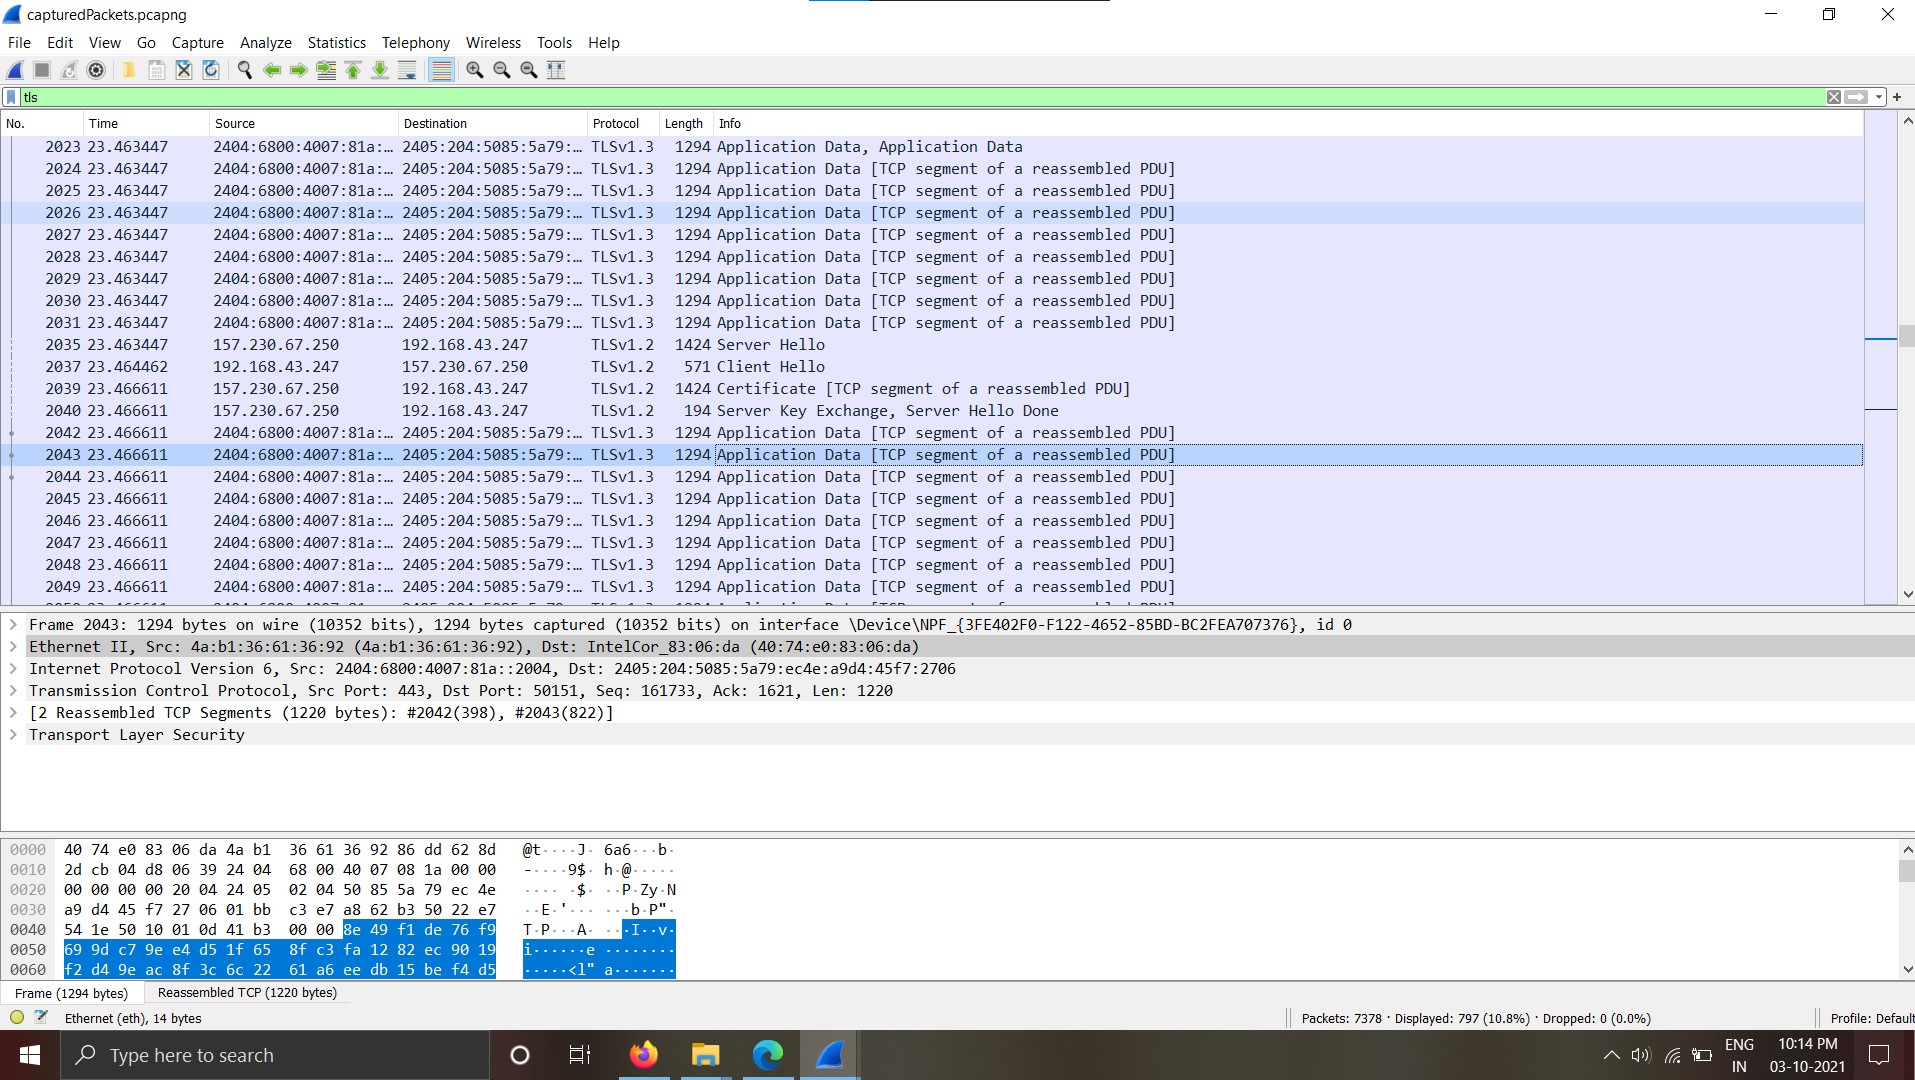 capturedPackets.pcapng
File Edit View Go Capture Analyze Statistics Telephony Wireless Tools Help
tls
No. Time Source Destination Protocol Length Info
2023 23.463447 2404:6800:4007:81a:… 2405:204:5085:5a79:… TLSv1.3 1294 Application Data, Application Data
2024 23.463447 2404:6800:4007:81a:… 2405:204:5085:5a79:… TLSv1.3 1294 Application Data [TCP segment of a reassembled PDU]
2025 23.463447 2404:6800:4007:81a:… 2405:204:5085:5a79:… TLSv1.3 1294 Application Data [TCP segment of a reassembled PDU]
2026 23.463447 2404:6800:4007:81a:… 2405:204:5085:5a79:… TLSv1.3 1294 Application Data [TCP segment of a reassembled PDU]
2027 23.463447 2404:6800:4007:81a:… 2405:204:5085:5a79:… TLSv1.3 1294 Application Data [TCP segment of a reassembled PDU]
2028 23.463447 2404:6800:4007:81a:… 2405:204:5085:5a79:… TLSv1.3 1294 Application Data [TCP segment of a reassembled PDU]
2029 23.463447 2404:6800:4007:81a:… 2405:204:5085:5a79:… TLSv1.3 1294 Application Data [TCP segment of a reassembled PDU]
2030 23.463447 2404:6800:4007:81a:… 2405:204:5085:5a79:… TLSv1.3 1294 Application Data [TCP segment of a reassembled PDU]
2031 23.463447 2404:6800:4007:81a:… 2405:204:5085:5a79:… TLSv1.3 1294 Application Data [TCP segment of a reassembled PDU]
2035 23.463447 157.230.67.250 192.168.43.247 TLSv1.2 1424 Server Hello
2037 23.464462 192.168.43.247 157.230.67.250 TLSv1.2 571 Client Hello
2039 23.466611 157.230.67.250 192.168.43.247 TLSv1.2 1424 Certificate [TCP segment of a reassembled PDU]
2040 23.466611 157.230.67.250 192.168.43.247 TLSv1.2 194 Server Key Exchange, Server Hello Done
2042 23.466611 2404:6800:4007:81a:… 2405:204:5085:5a79:… TLSv1.3 1294 Application Data [TCP segment of a reassembled PDU]
2043 23.466611 2404:6800:4007:81a:… 2405:204:5085:5a79:… TLSv1.3 1294 Application Data [TCP segment of a reassembled PDU]
2044 23.466611 2404:6800:4007:81a:… 2405:204:5085:5a79:… TLSv1.3 1294 Application Data [TCP segment of a reassembled PDU]
2045 23.466611 2404:6800:4007:81a:… 2405:204:5085:5a79:… TLSv1.3 1294 Application Data [TCP segment of a reassembled PDU]
2046 23.466611 2404:6800:4007:81a:… 2405:204:5085:5a79:… TLSv1.3 1294 Application Data [TCP segment of a reassembled PDU]
2047 23.466611 2404:6800:4007:81a:… 2405:204:5085:5a79:… TLSv1.3 1294 Application Data [TCP segment of a reassembled PDU]
2048 23.466611 2404:6800:4007:81a:… 2405:204:5085:5a79:… TLSv1.3 1294 Application Data [TCP segment of a reassembled PDU]
2049 23.466611 2404:6800:4007:81a:… 2405:204:5085:5a79:… TLSv1.3 1294 Application Data [TCP segment of a reassembled PDU]
Frame 2043: 1294 bytes on wire (10352 bits), 1294 bytes captured (10352 bits) on interface \Device\NPF_{3FE402F0-F122-4652-85BD-BC2FEA707376}, id 0
Ethernet II, Src: 4a:b1:36:61:36:92 (4a:b1:36:61:36:92), Dst: IntelCor_83:06:da (40:74:e0:83:06:da)
Internet Protocol Version 6, Src: 2404:6800:4007:81a::2004, Dst: 2405:204:5085:5a79:ec4e:a9d4:45f7:2706
Transmission Control Protocol, Src Port: 443, Dst Port: 50151, Seq: 161733, Ack: 1621, Len: 1220
[2 Reassembled TCP Segments (1220 bytes): #2042(398), #2043(822)]
Transport Layer Security
0000 40 74 e0 83 06 da 4a b1 36 61 36 92 86 dd 62 8d @t····J· 6a6···b·
0010 2d cb 04 d8 06 39 24 04 68 00 40 07 08 1a 00 00 -····9$· h·@·····
0020 00 00 00 00 20 04 24 05 02 04 50 85 5a 79 ec 4e ···· ·$· ··P·Zy·N
0030 a9 d4 45 f7 27 06 01 bb c3 e7 a8 62 b3 50 22 e7 ··E·'··· ···b·P"·
0040 54 1e 50 10 01 0d 41 b3 00 00 8e 49 f1 de 76 f9 T·P···A· ···I··v·
0050 69 9d c7 9e e4 d5 1f 65 8f c3 fa 12 82 ec 90 19 i······e ········
0060 f2 d4 9e ac 8f 3c 6c 22 61 a6 ee db 15 be f4 d5 ·····<l" a·······
Frame (1294 bytes) Reassembled TCP (1220 bytes)
Ethernet (eth), 14 bytes
Packets: 7378 · Displayed: 797 (10.8%) · Dropped: 0 (0.0%)
Profile: Default
Type here to search
ENG
IN
10:14 PM
03-10-2021